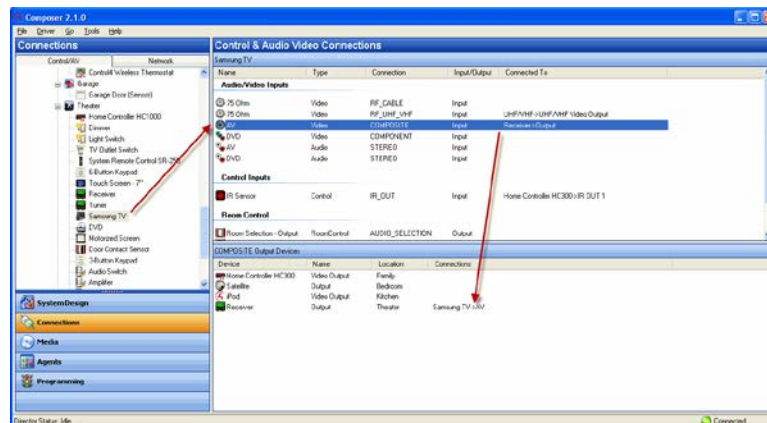 Composer 2.1.0
File Driver Go Tools Help
Connections
Control & Audio Video Connections
Control/AV Network
Samsung TV
Control4 Wireless Thermostat
Garage
Garage Door (Sensor)
Theater
Home Controller HC1000
Dimmer
Light Switch
TV Outlet Switch
System Remote Control SR-250
6-Button Keypad
Touch Screen - 7"
Receiver
Tuner
Samsung TV
DVD
Motorized Screen
Door Contact Sensor
3-Button Keypad
Audio Switch
Amplifier
SystemDesign
Connections
Media
Agents
Programming
Name Type Connection Input/Output Connected To
Audio/Video Inputs
75 Ohm Video RF_CABLE Input
75 Ohm Video RF_UHF_VHF Input UHF/VHF->UHF/VHF Video Output
AV Video COMPOSITE Input Receiver->Output
DVD Video COMPONENT Input
AV Audio STEREO Input
DVD Audio STEREO Input
Control Inputs
IR Sensor Control IR_OUT Input Home Controller HC300->IR OUT 1
Room Control
Room Selection - Output RoomControl AUDIO_SELECTION Output
COMPOSITE Output Devices
Device Name Location Connections
Home Controller HC300 Video Output Family
Satellite Output Bedroom
iPod Video Output Kitchen
Receiver Output Theater Samsung TV->AV
Director Status: Idle Connected